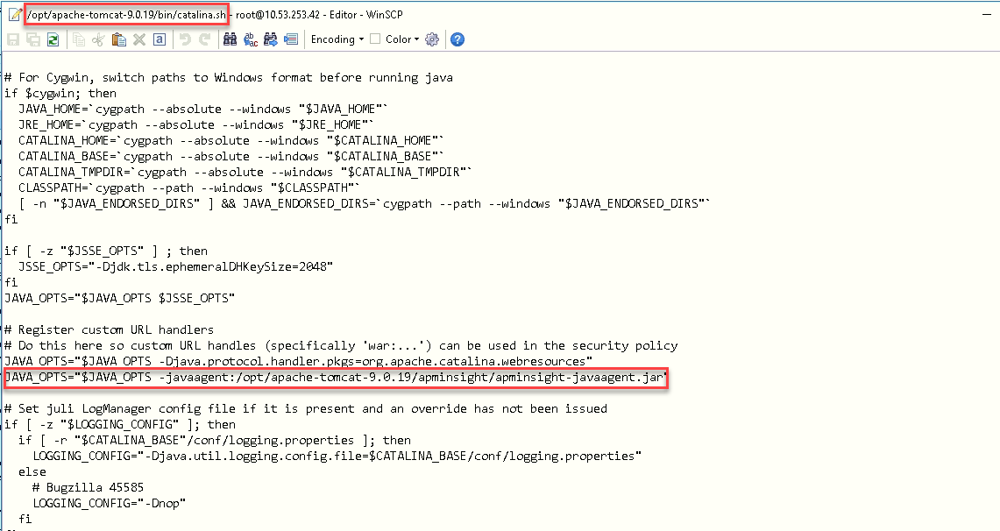 /opt/apache-tomcat-9.0.19/bin/catalina.sh - root@10.53.253.42 - Editor - WinSCP
Encoding Color
# For Cygwin, switch paths to Windows format before running java
if $cygwin; then
  JAVA_HOME=`cygpath --absolute --windows "$JAVA_HOME"`
  JRE_HOME=`cygpath --absolute --windows "$JRE_HOME"`
  CATALINA_HOME=`cygpath --absolute --windows "$CATALINA_HOME"`
  CATALINA_BASE=`cygpath --absolute --windows "$CATALINA_BASE"`
  CATALINA_TMPDIR=`cygpath --absolute --windows "$CATALINA_TMPDIR"`
  CLASSPATH=`cygpath --path --windows "$CLASSPATH"`
  [ -n "$JAVA_ENDORSED_DIRS" ] && JAVA_ENDORSED_DIRS=`cygpath --path --windows "$JAVA_ENDORSED_DIRS"`
fi
if [ -z "$JSSE_OPTS" ] ; then
  JSSE_OPTS="-Djdk.tls.ephemeralDHKeySize=2048"
fi
JAVA_OPTS="$JAVA_OPTS $JSSE_OPTS"
# Register custom URL handlers
# Do this here so custom URL handles (specifically 'war:...') can be used in the security policy
JAVA_OPTS="$JAVA_OPTS -Djava.protocol.handler.pkgs=org.apache.catalina.webresources"
JAVA_OPTS="$JAVA_OPTS -javaagent:/opt/apache-tomcat-9.0.19/apminsight/apminsight-javaagent.jar"
# Set juli LogManager config file if it is present and an override has not been issued
if [ -z "$LOGGING_CONFIG" ]; then
  if [ -r "$CATALINA_BASE"/conf/logging.properties ]; then
    LOGGING_CONFIG="-Djava.util.logging.config.file=$CATALINA_BASE/conf/logging.properties"
  else
    # Bugzilla 45585
    LOGGING_CONFIG="-Dnop"
  fi